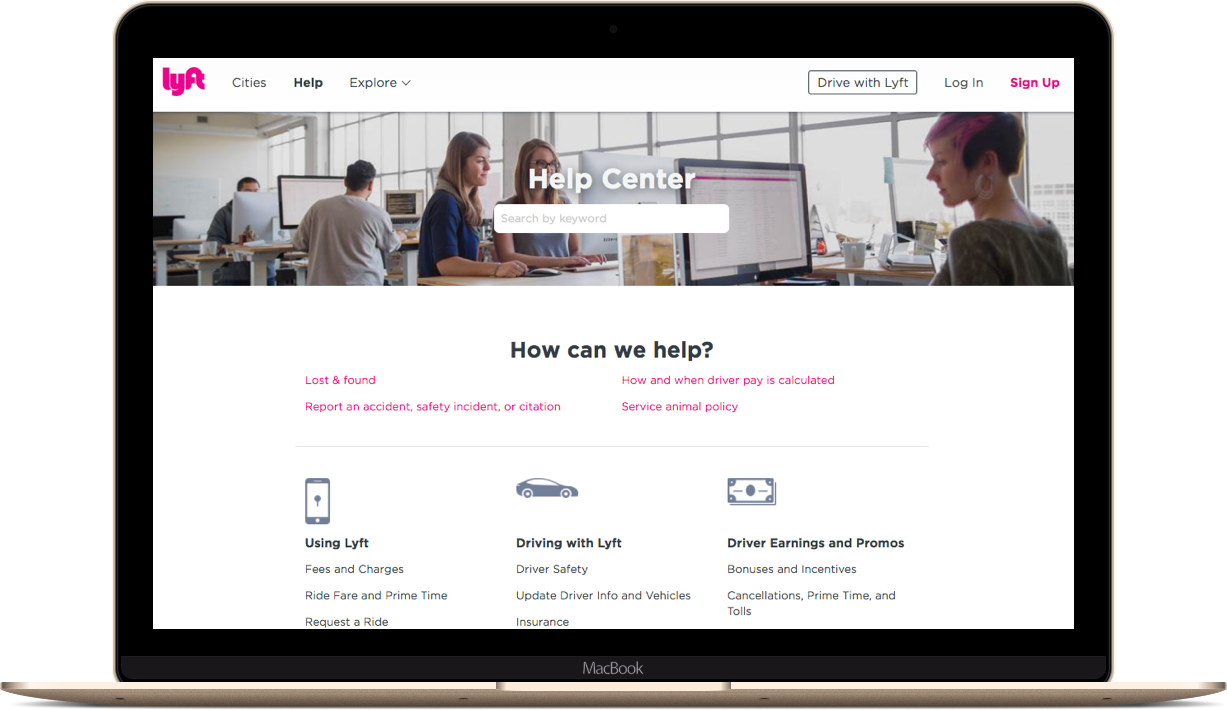 lyft
Cities
Help
Explore
Drive with Lyft
Log In
Sign Up
Help Center
Search by keyword
How can we help?
Lost & found
How and when driver pay is calculated
Report an accident, safety incident, or citation
Service animal policy
Using Lyft
Fees and Charges
Ride Fare and Prime Time
Request a Ride
Driving with Lyft
Driver Safety
Update Driver Info and Vehicles
Insurance
Driver Earnings and Promos
Bonuses and Incentives
Cancellations, Prime Time, and
Tolls
MacBook